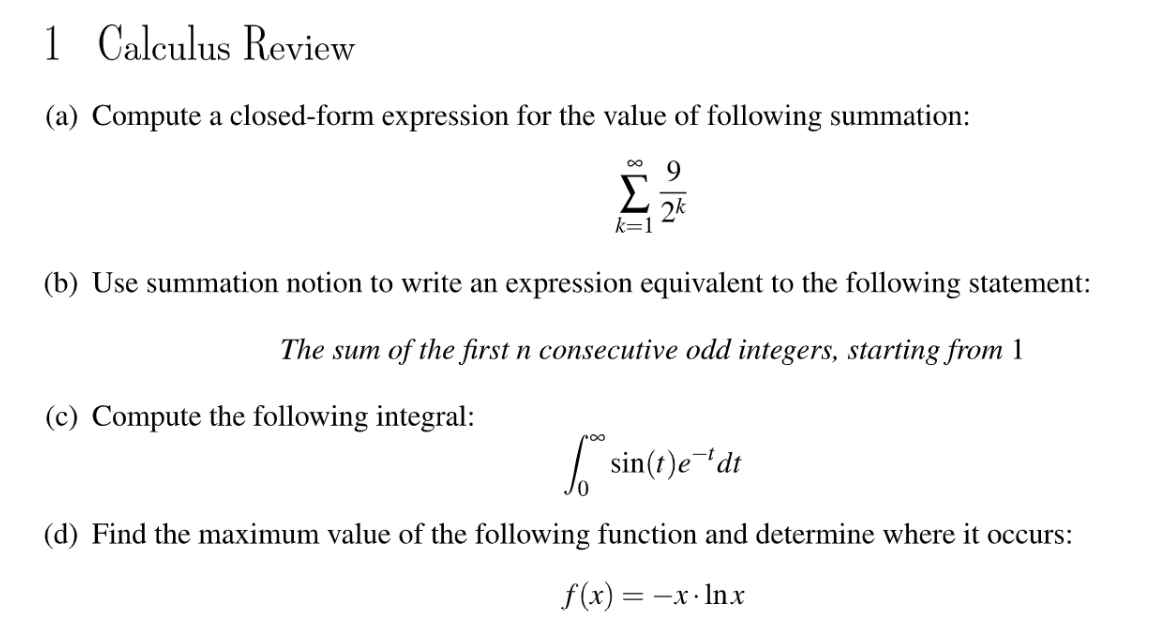 1 Calculus Review
(a) Compute a closed-form expression for the value of following summation:
$$\sum_{k=1}^{\infty} \frac{9}{2^k}$$
(b) Use summation notion to write an expression equivalent to the following statement:
The sum of the first n consecutive odd integers, starting from 1
(c) Compute the following integral:
$$\int_0^{\infty} \sin(t)e^{-t}dt$$
(d) Find the maximum value of the following function and determine where it occurs:
$$f(x) = -x \cdot \ln x$$